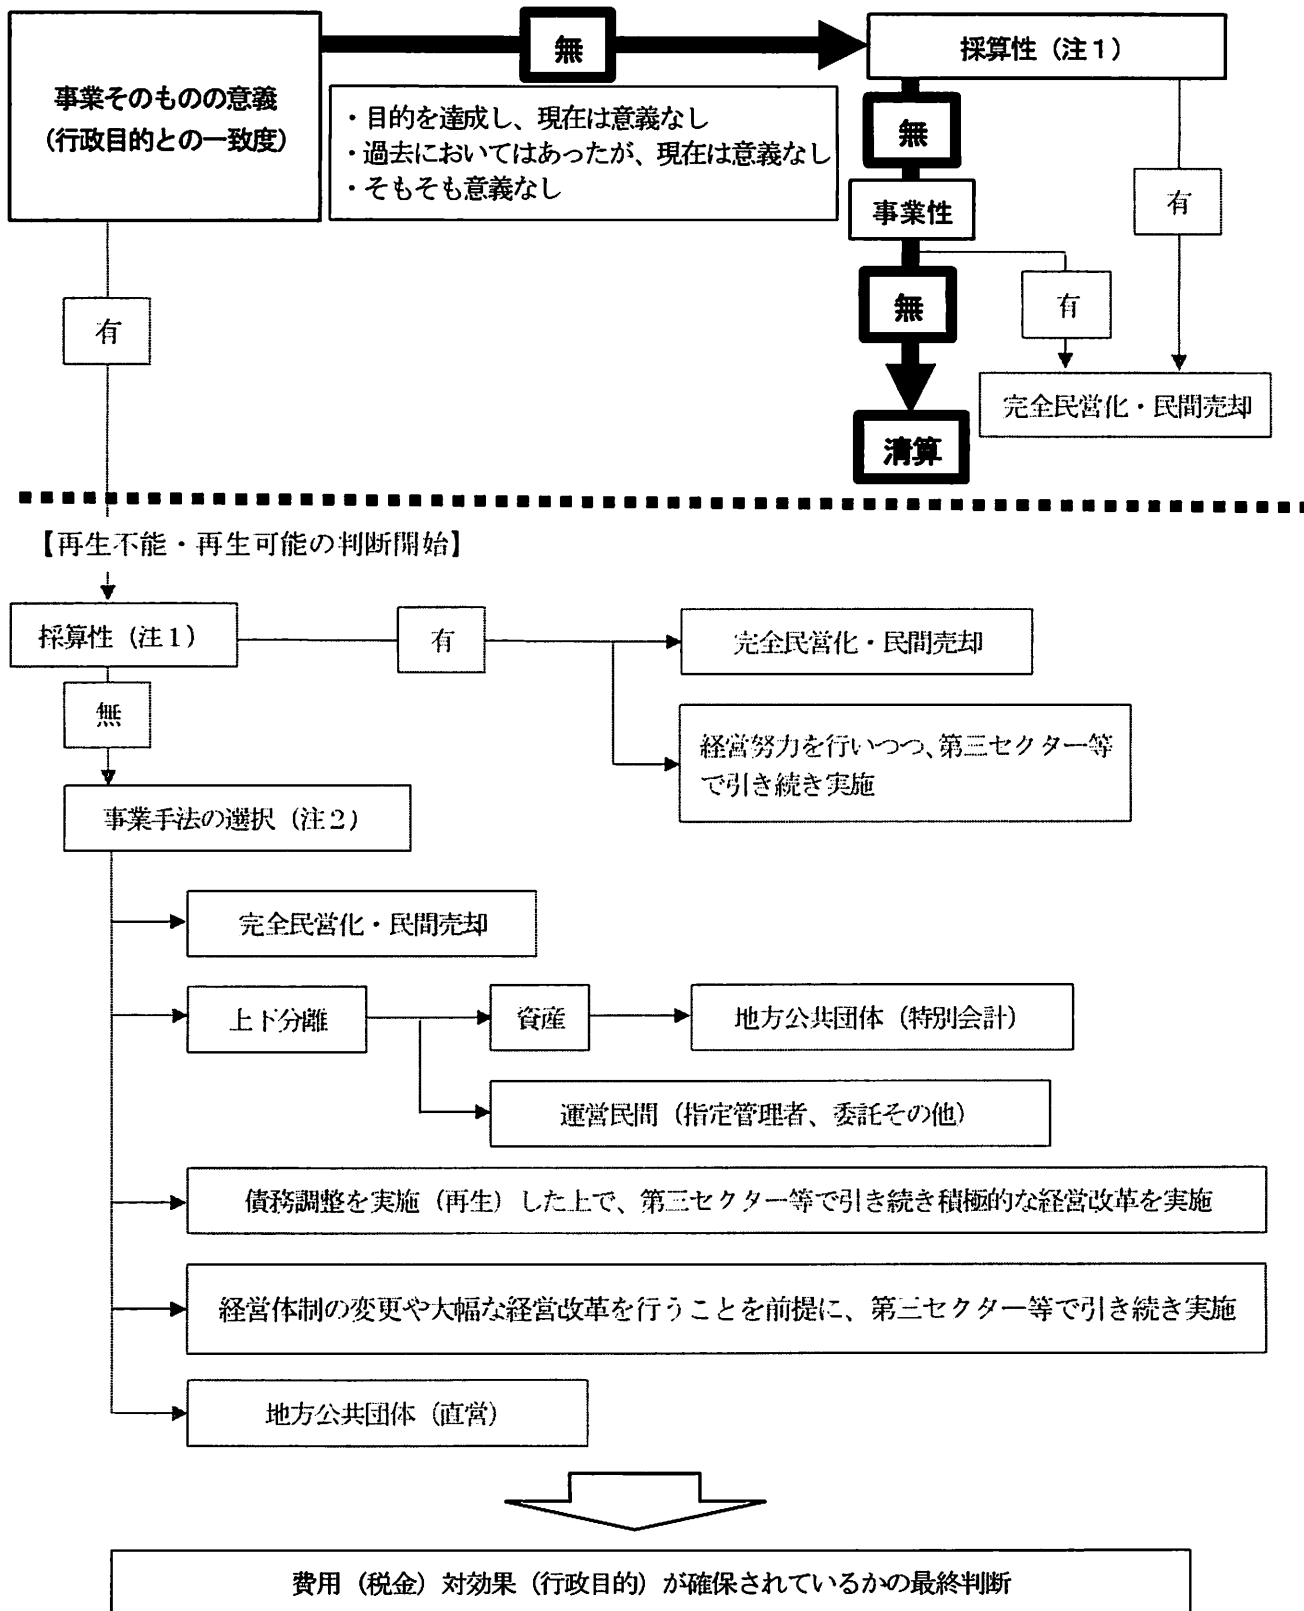 事業そのものの意義
(行政目的との一致度)
無
・目的を達成し、現在は意義なし
・過去においてはあったが、現在は意義なし
・そもそも意義なし
採算性（注１）
無
事業性
無
清算
有
有
完全民営化・民間売却
有
【再生不能・再生可能の判断開始】
採算性（注１）
有
完全民営化・民間売却
経営努力を行いつつ、第三セクター等
で引き続き実施
無
事業手法の選択（注２）
完全民営化・民間売却
上下分離
資産
地方公共団体（特別会計）
運営民間（指定管理者、委託その他）
債務調整を実施（再生）した上で、第三セクター等で引き続き積極的な経営改革を実施
経営体制の変更や大幅な経営改革を行うことを前提に、第三セクター等で引き続き実施
地方公共団体（直営）
費用（税金）対効果（行政目的）が確保されているかの最終判断